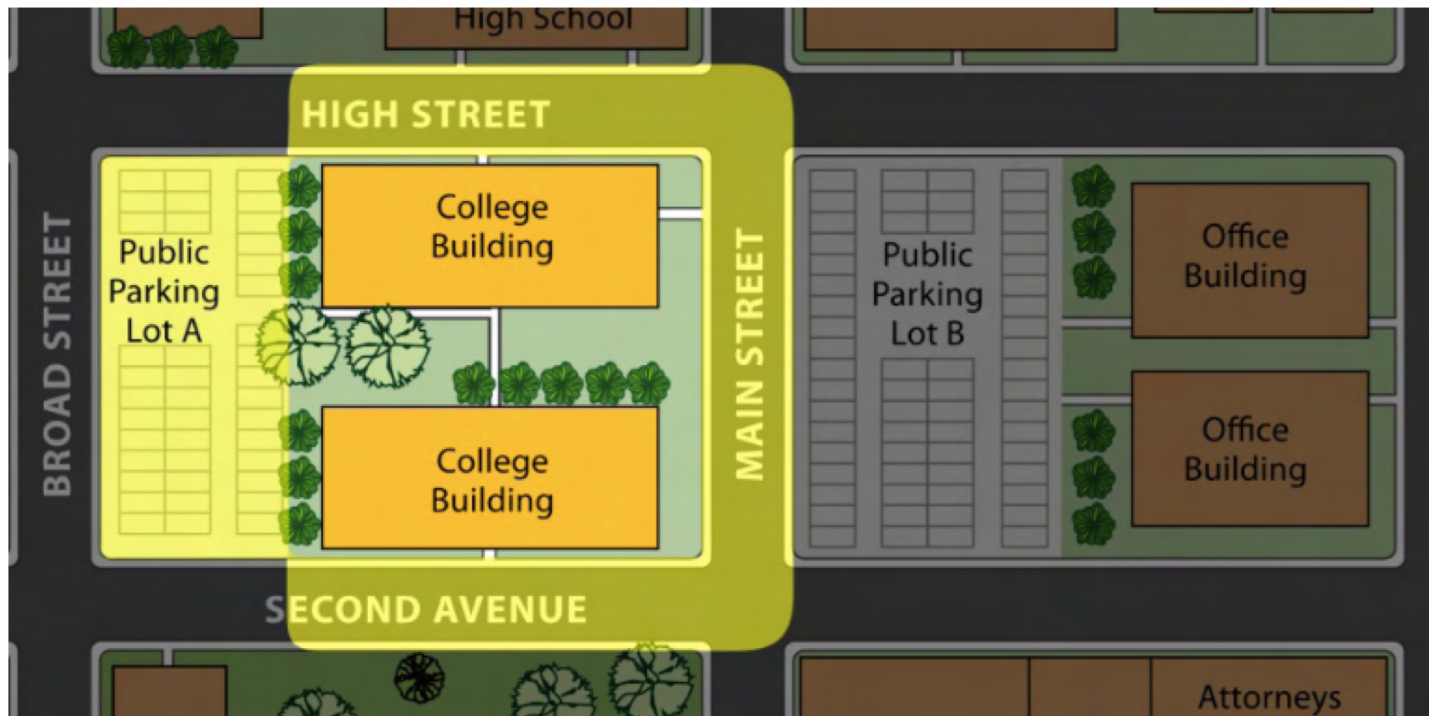 High School
HIGH STREET
College
Building
Public
Parking
Lot A
BROAD STREET
MAIN STREET
Public
Parking
Lot B
Office
Building
College
Building
Office
Building
SECOND AVENUE
Attorneys